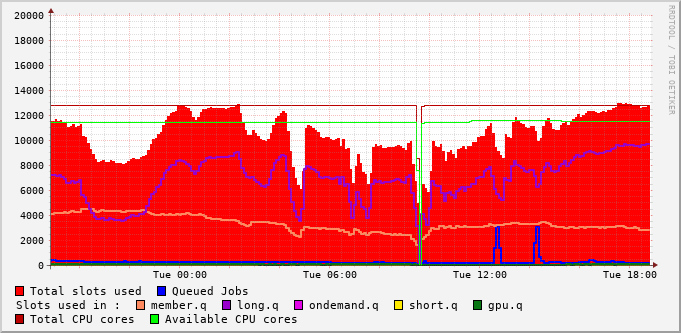 20000
18000
16000
14000
12000
10000
8000
6000
4000
2000
0
Tue 00:00 Tue 06:00 Tue 12:00 Tue 18:00
RRDTOOL / TOBI OETIKER
Total slots used Queued Jobs
Slots used in : member.q long.q ondemand.q short.q gpu.q
Total CPU cores Available CPU cores